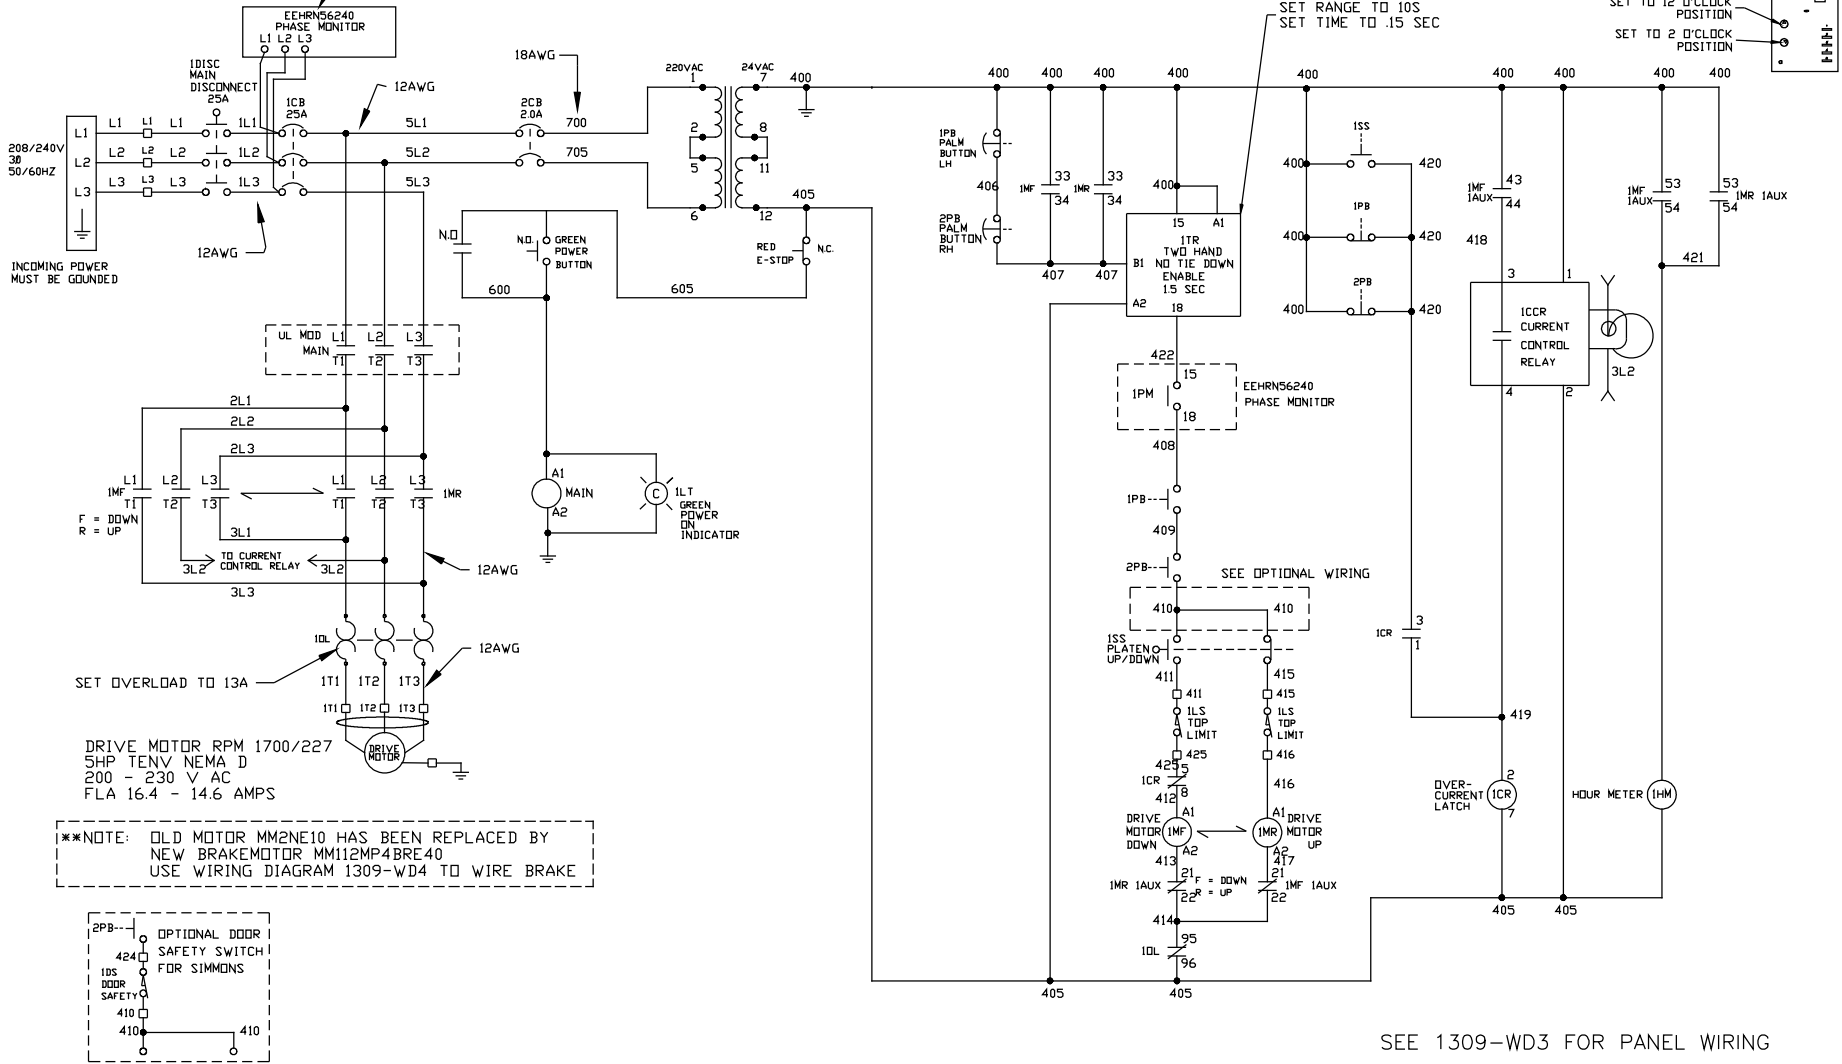 EEHRN56240
PHASE MONITOR
L1 L2 L3
1DISC
MAIN
DISCONNECT
25A
1CB
25A
12AWG
18AWG
2CB
2.0A
220VAC
24VAC
SET RANGE TO 10S
SET TIME TO .15 SEC
SET TO 12 O'CLOCK
POSITION
SET TO 2 O'CLOCK
POSITION
208/240V
3Ø
50/60HZ
L1 L1 L1 L1 1L1 5L1 700
L2 L2 L2 L2 1L2 5L2 705
L3 L3 L3 L3 1L3 5L3
12AWG
INCOMING POWER
MUST BE GOUNDED
1 7 400
2 8
5 11
6 12 405
N.O
N.O.
GREEN
POWER
BUTTON
RED
E-STOP
N.C.
600
605
400 400 400 400 400 400 400 400 400
1PB
PALM
BUTTON
LH
406
2PB
PALM
BUTTON
RH
1MF
33
34
1MR
33
34
407 407
400
15 A1
1TR
TWO HAND
NO TIE DOWN
ENABLE
1.5 SEC
B1
A2
18
1SS
400 420
1PB
400 420
2PB
400 420
1MF
1AUX
43
44
418
1MF
1AUX
53
54
53
54
1MR 1AUX
421
3 1
1CCR
CURRENT
CONTROL
RELAY
4 2
3L2
UL MOD
MAIN
L1 L2 L3
T1 T2 T3
2L1
2L2
2L3
L1 L2 L3
1MF
T1 T2 T3
L1 L2 L3
1MR
T1 T2 T3
F = DOWN
R = UP
3L1
3L2
TO CURRENT
CONTROL RELAY
3L2
3L3
12AWG
A1
MAIN
A2
C
1LT
GREEN
POWER
ON
INDICATOR
422
1PM
15
18
EEHRN56240
PHASE MONITOR
408
1PB
409
2PB
SEE OPTIONAL WIRING
410 410
1SS
PLATEN
UP/DOWN
411 415
411 415
1LS
TOP
LIMIT
1LS
TOP
LIMIT
425 416
425
1CR
5
8
416
412
DRIVE
MOTOR
DOWN
A1
1MF
A2
A1
1MR
A2
DRIVE
MOTOR
UP
413 417
1MR 1AUX
21
22
F = DOWN
R = UP
21
22
1MF 1AUX
414
1OL
95
96
405 405
1CR
3
1
419
OVER-
CURRENT
LATCH
2
1CR
7
HOUR METER
1HM
405 405
1OL
12AWG
SET OVERLOAD TO 13A
1T1 1T2 1T3
1T1 1T2 1T3
DRIVE
MOTOR
DRIVE MOTOR RPM 1700/227
5HP TENV NEMA D
200 - 230 V AC
FLA 16.4 - 14.6 AMPS
**NOTE: OLD MOTOR MM2NE10 HAS BEEN REPLACED BY
NEW BRAKEMOTOR MM112MP4BRE40
USE WIRING DIAGRAM 1309-WD4 TO WIRE BRAKE
2PB
OPTIONAL DOOR
SAFETY SWITCH
FOR SIMMONS
424
1DS
DOOR
SAFETY
410
410 410
SEE 1309-WD3 FOR PANEL WIRING